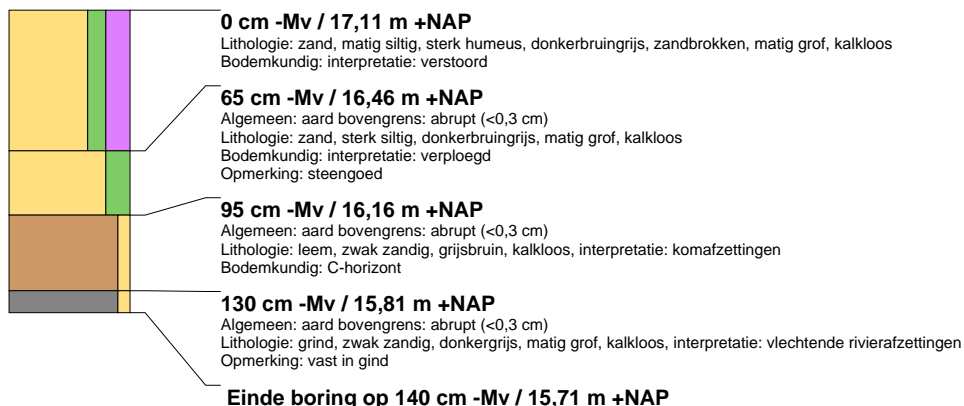 0 cm -Mv / 17,11 m +NAP
Lithologie: zand, matig siltig, sterk humeus, donkerbruingrijs, zandbrokken, matig grof, kalkloos
Bodemkundig: interpretatie: verstoord
65 cm -Mv / 16,46 m +NAP
Algemeen: aard bovengrens: abrupt (<0,3 cm)
Lithologie: zand, sterk siltig, donkerbruingrijs, matig grof, kalkloos
Bodemkundig: interpretatie: verploegd
Opmerking: steengoed
95 cm -Mv / 16,16 m +NAP
Algemeen: aard bovengrens: abrupt (<0,3 cm)
Lithologie: leem, zwak zandig, grijsbruin, kalkloos, interpretatie: komafzettingen
Bodemkundig: C-horizont
130 cm -Mv / 15,81 m +NAP
Algemeen: aard bovengrens: abrupt (<0,3 cm)
Lithologie: grind, zwak zandig, donkergrijs, matig grof, kalkloos, interpretatie: vlechtende rivierafzettingen
Opmerking: vast in gind
Einde boring op 140 cm -Mv / 15,71 m +NAP